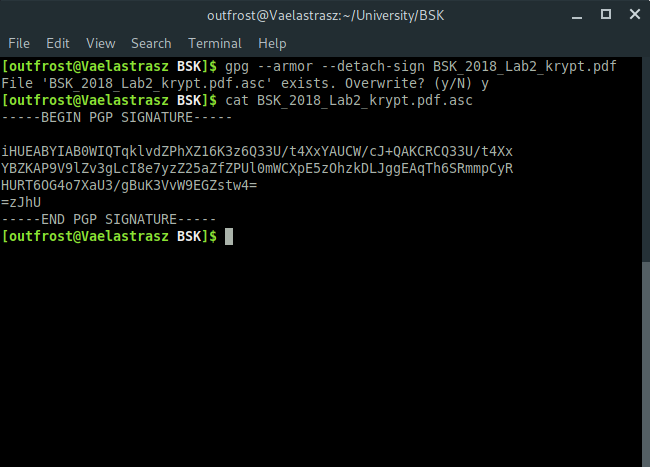 outfrost@Vaelastrasz:~/University/BSK
File Edit View Search Terminal Help
[outfrost@Vaelastrasz BSK]$ gpg --armor --detach-sign BSK_2018_Lab2_krypt.pdf
File 'BSK_2018_Lab2_krypt.pdf.asc' exists. Overwrite? (y/N) y
[outfrost@Vaelastrasz BSK]$ cat BSK_2018_Lab2_krypt.pdf.asc
-----BEGIN PGP SIGNATURE-----
iHUEABYIAB0WIQTqklvdZPhXZ16K3z6Q33U/t4XxYAUCW/cJ+QAKCRCQ33U/t4Xx
YBZKAP9V9lZv3gLcI8e7yzZ25aZfZPUl0mWCXpE5zOhzkDLJggEAqTh6SRmmpCyR
HURT6OG4o7XaU3/gBuK3VvW9EGZstw4=
=zJhU
-----END PGP SIGNATURE-----
[outfrost@Vaelastrasz BSK]$